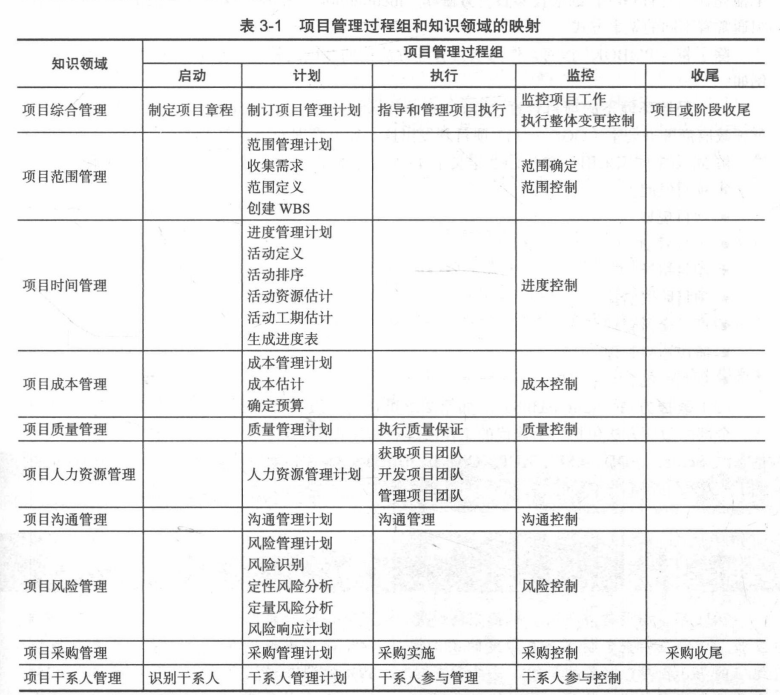 表 3-1 项目管理过程组和知识领域的映射
知识领域 项目管理过程组
启动 计划 执行 监控 收尾
项目综合管理 制定项目章程 制订项目管理计划 指导和管理项目执行 监控项目工作 项目或阶段收尾
执行整体变更控制
项目范围管理 范围管理计划
收集需求
范围定义
创建 WBS
范围确定
范围控制
项目时间管理 进度管理计划
活动定义
活动排序
活动资源估计
活动工期估计
生成进度表
进度控制
项目成本管理 成本管理计划
成本估计
确定预算
成本控制
项目质量管理 质量管理计划 执行质量保证 质量控制
项目人力资源管理 人力资源管理计划 获取项目团队
开发项目团队
管理项目团队
项目沟通管理 沟通管理计划 沟通管理 沟通控制
项目风险管理 风险管理计划
风险识别
定性风险分析
定量风险分析
风险响应计划
风险控制
项目采购管理 采购管理计划 采购实施 采购控制 采购收尾
项目干系人管理 识别干系人 干系人管理计划 干系人参与管理 干系人参与控制